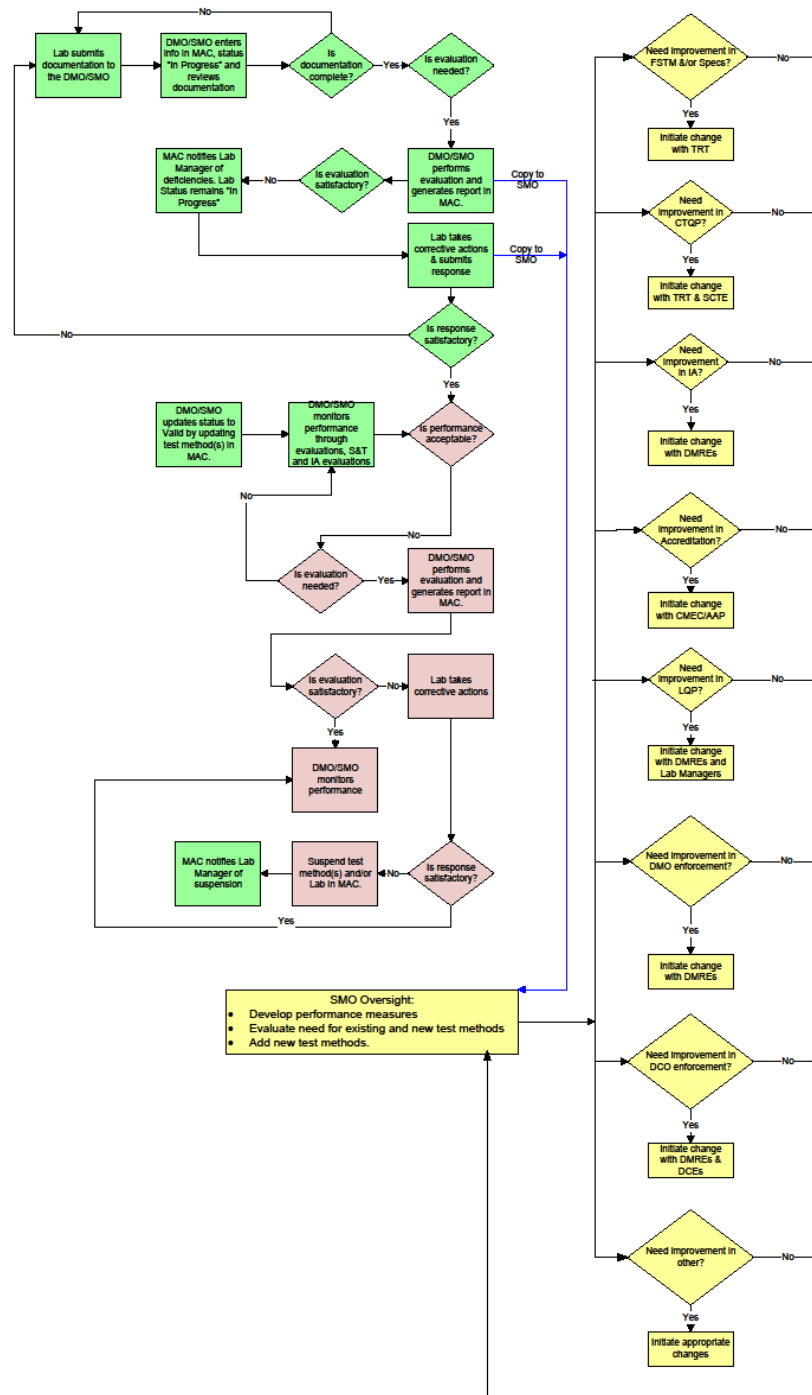 No
Lab submits
documentation to
the DMO/SMO
DMO/SMO enters
info in MAC, status
"In Progress" and
reviews
documentation
Is
documentation
complete?
Yes
Is evaluation
needed?
Yes
MAC notifies Lab
Manager of
deficiencies. Lab
Status remains "In
Progress"
No
Is evaluation
satisfactory?
DMO/SMO
performs
evaluation and
generates report in
MAC.
Copy to
SMO
Lab takes
corrective actions
& submits
response
Copy to
SMO
No
Is response
satisfactory?
Yes
DMO/SMO
updates status to
Valid by updating
test method(s) in
MAC.
DMO/SMO
monitors
performance
through
evaluations, S&T
and IA evaluations
Is performance
acceptable?
No
No
Is evaluation
needed?
Yes
DMO/SMO
performs
evaluation and
generates report in
MAC.
Is evaluation
satisfactory?
No
Lab takes
corrective actions
Yes
DMO/SMO
monitors
performance
MAC notifies Lab
Manager of
suspension
Suspend test
method(s) and/or
Lab in MAC.
No
Is response
satisfactory?
Yes
SMO Oversight:
• Develop performance measures
• Evaluate need for existing and new test methods
• Add new test methods.
Need Improvement in
FSTM &/or Specs?
No
Yes
Initiate change
with TRT
Need
Improvement in
CTQP?
No
Yes
Initiate change
with TRT & SCTE
Need
Improvement
in IA?
No
Yes
Initiate change
with DMREs
Need
Improvement in
Accreditation?
No
Yes
Initiate change
with CMEC/AAP
Need
Improvement in
LQP?
No
Yes
Initiate change
with DMREs and
Lab Managers
Need Improvement in
DMO enforcement?
No
Yes
Initiate change
with DMREs
Need Improvement in
DCO enforcement?
No
Yes
Initiate change
with DMREs &
DCEs
Need Improvement in
other?
No
Yes
Initiate appropriate
changes